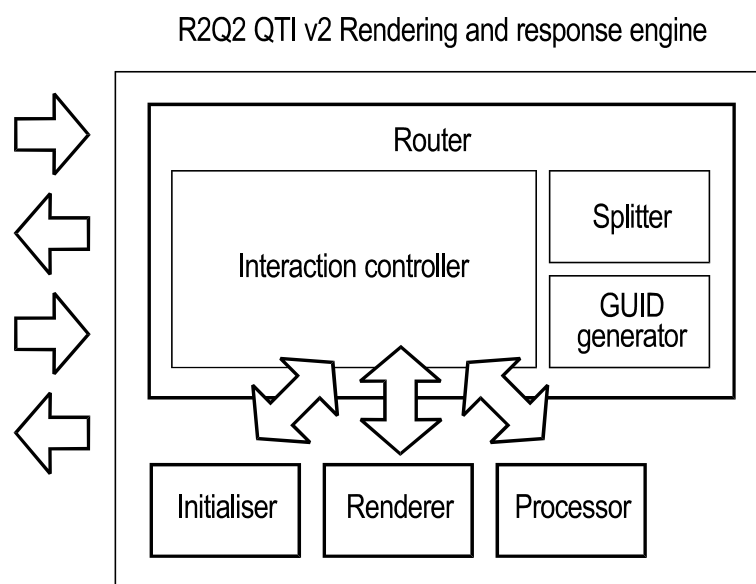 R2Q2 QTI v2 Rendering and response engine
Router
Interaction controller
Splitter
GUID
generator
Initialiser
Renderer
Processor